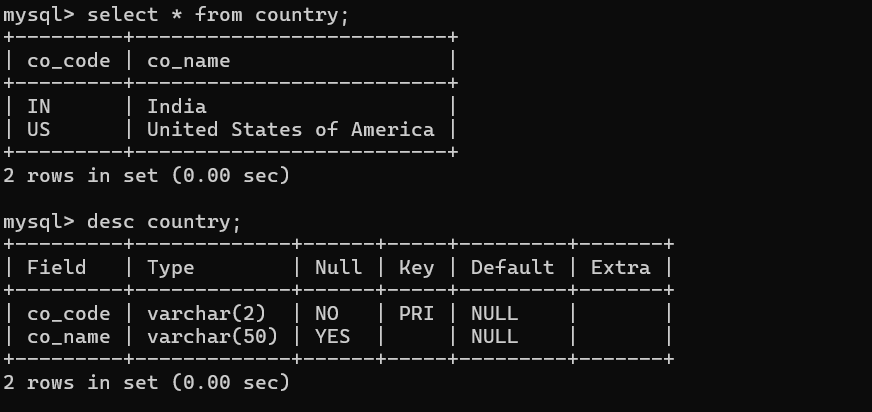 mysql> select * from country;
+---------+--------------------------+
| co_code | co_name                  |
+---------+--------------------------+
| IN      | India                    |
| US      | United States of America |
+---------+--------------------------+
2 rows in set (0.00 sec)
mysql> desc country;
+---------+-------------+------+-----+---------+-------+
| Field   | Type        | Null | Key | Default | Extra |
+---------+-------------+------+-----+---------+-------+
| co_code | varchar(2)  | NO   | PRI | NULL    |       |
| co_name | varchar(50) | YES  |     | NULL    |       |
+---------+-------------+------+-----+---------+-------+
2 rows in set (0.00 sec)